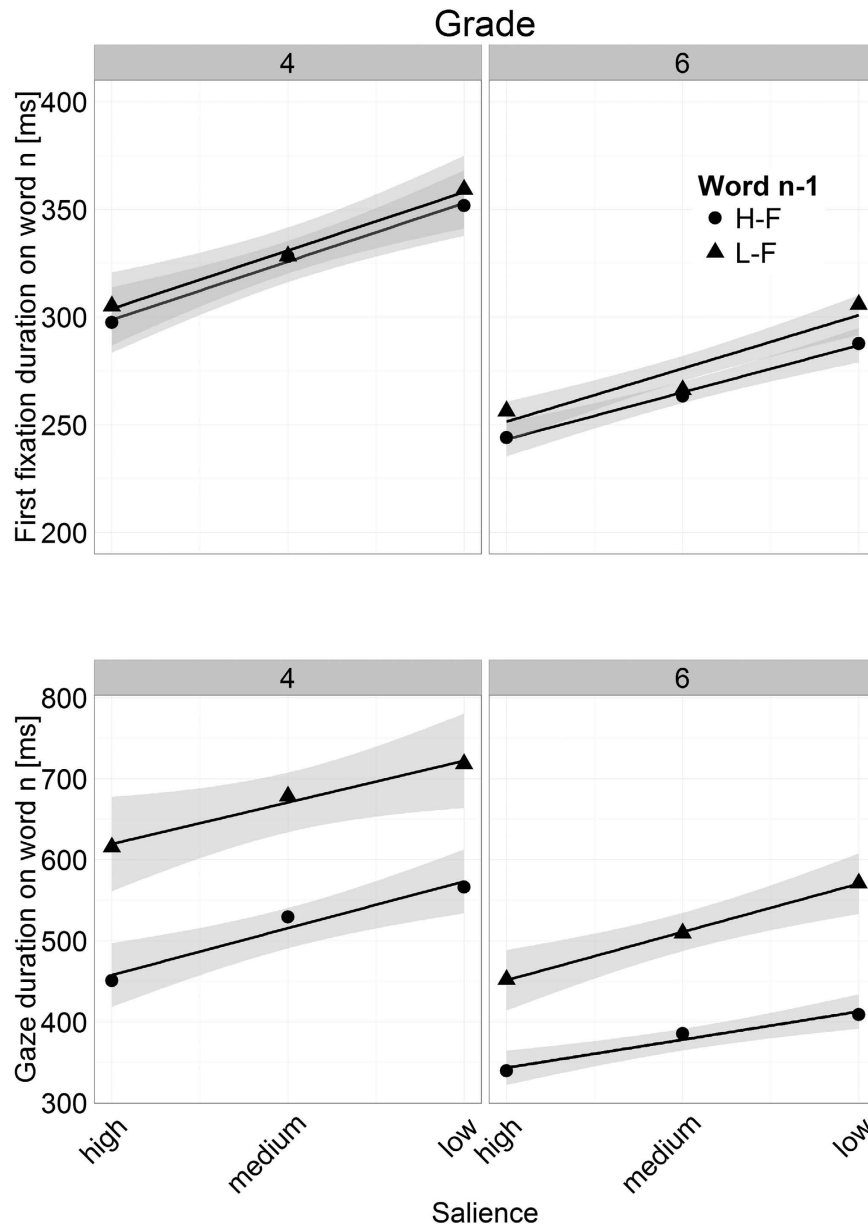 Grade
4 6
First fixation duration on word n [ms]
400
350
300
250
200
Word n-1
H-F
L-F
4 6
Gaze duration on word n [ms]
800
700
600
500
400
300
high medium low high medium low
Salience